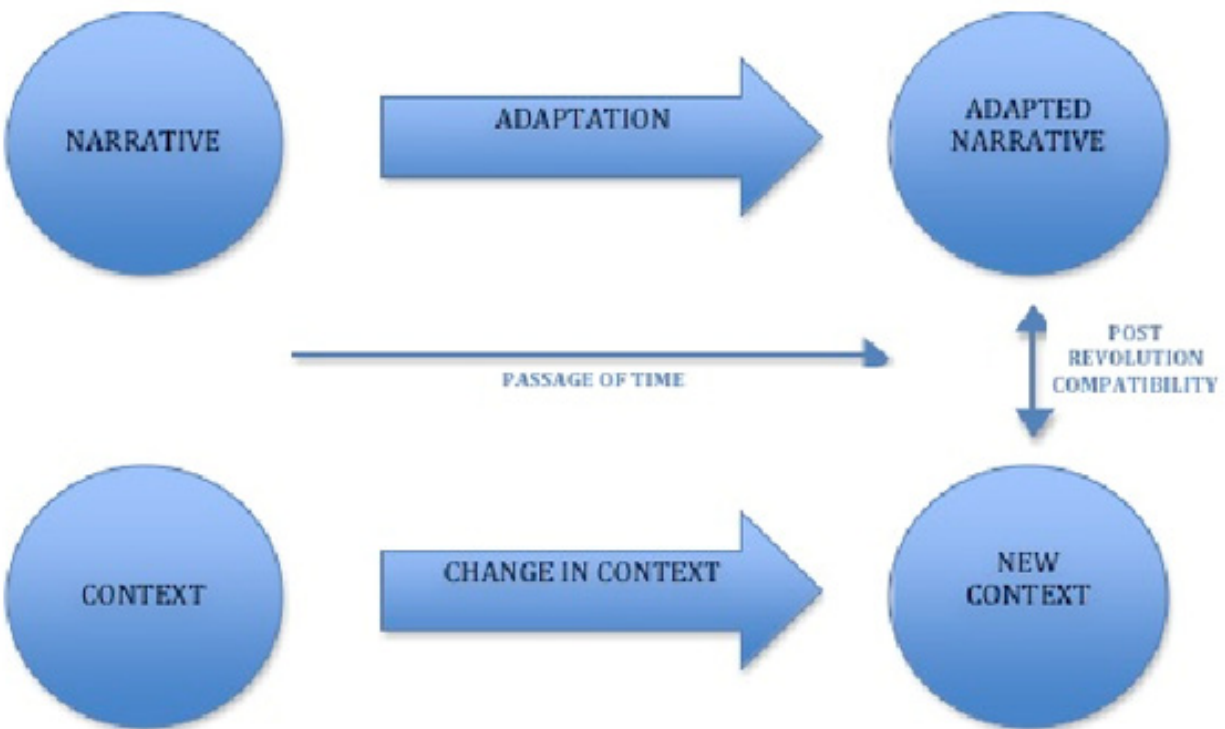 NARRATIVE
ADAPTATION
ADAPTED
NARRATIVE
PASSAGE OF TIME
POST
REVOLUTION
COMPATIBILITY
CONTEXT
CHANGE IN CONTEXT
NEW
CONTEXT